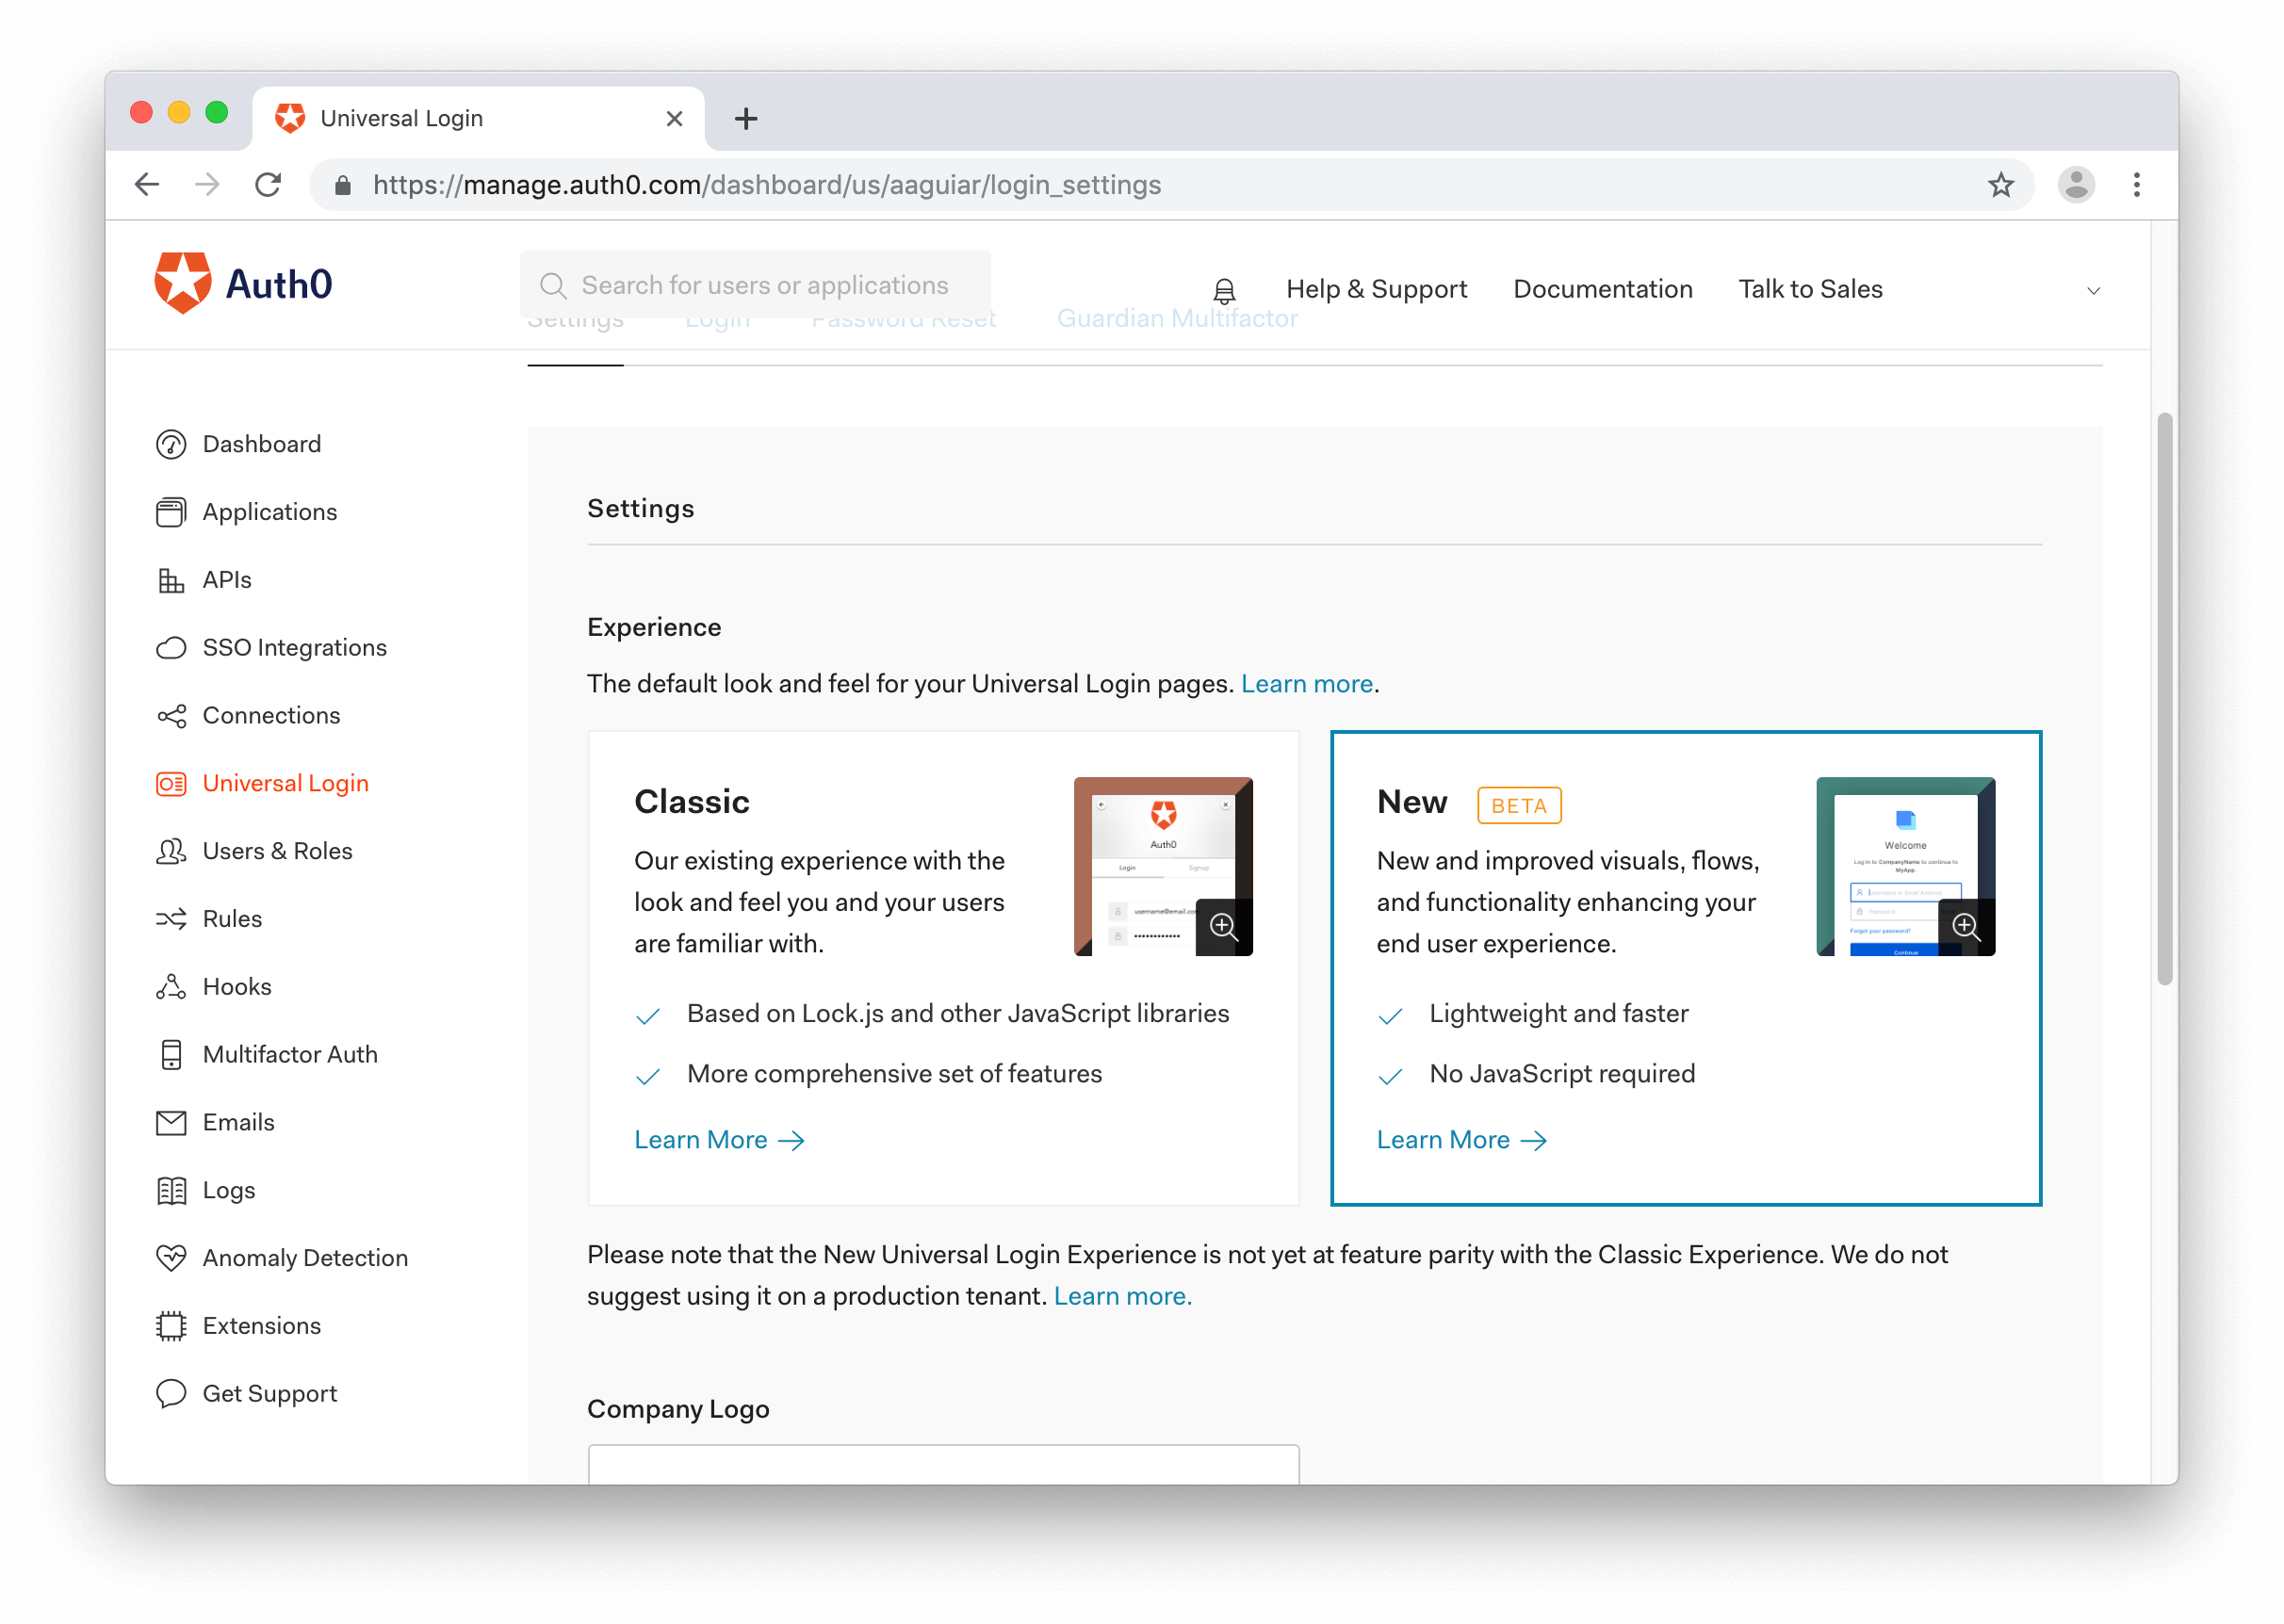 Universal Login
https://manage.auth0.com/dashboard/us/aaguiar/login_settings
Auth0
Search for users or applications
Help & Support
Documentation
Talk to Sales
Settings
Login
Password Reset
Guardian Multifactor
Dashboard
Applications
APIs
SSO Integrations
Connections
Universal Login
Users & Roles
Rules
Hooks
Multifactor Auth
Emails
Logs
Anomaly Detection
Extensions
Get Support
Settings
Experience
The default look and feel for your Universal Login pages. Learn more.
Classic
Our existing experience with the
look and feel you and your users
are familiar with.
Auth0
Login
Signup
username@email.com
Based on Lock.js and other JavaScript libraries
More comprehensive set of features
Learn More
New
BETA
New and improved visuals, flows,
and functionality enhancing your
end user experience.
Welcome
Log in to CompanyName to continue to
MyApp.
Username or Email Address
Password
Forgot your password?
Continue
Lightweight and faster
No JavaScript required
Learn More
Please note that the New Universal Login Experience is not yet at feature parity with the Classic Experience. We do not
suggest using it on a production tenant. Learn more.
Company Logo